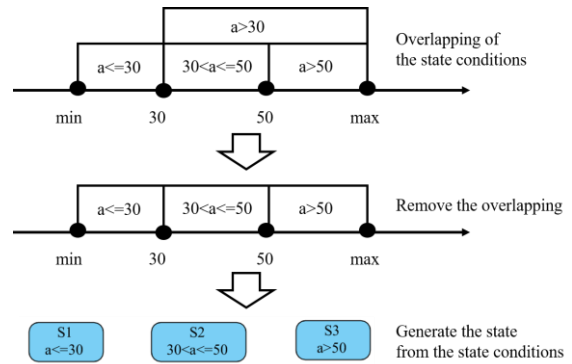 a>30
Overlapping of
the state conditions
a<=30 30<a<=50 a>50
min 30 50 max
a<=30 30<a<=50 a>50
Remove the overlapping
min 30 50 max
S1 S2 S3
a<=30 30<a<=50 a>50
Generate the state
from the state conditions